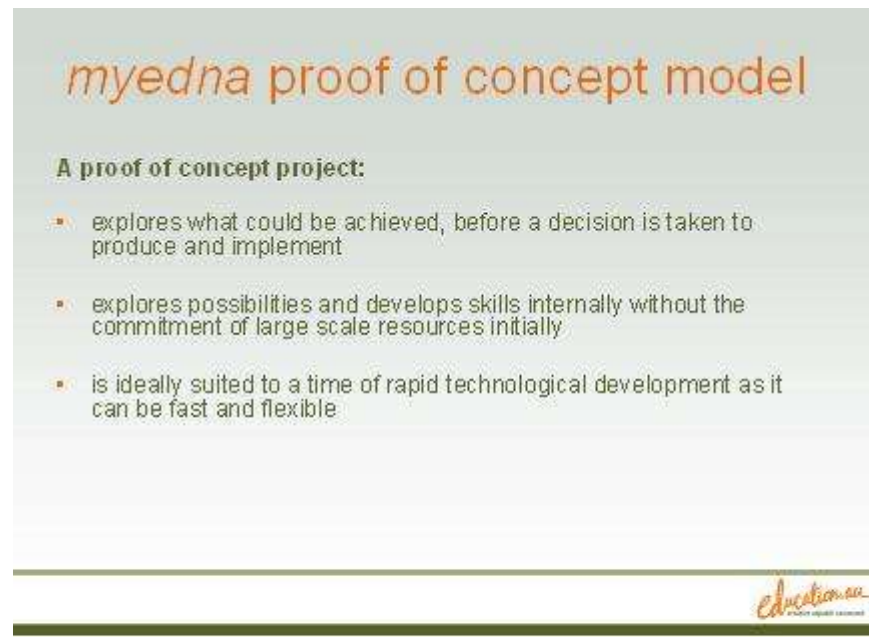 myedna proof of concept model
A proof of concept project:
▪ explores what could be achieved, before a decision is taken to
produce and implement
▪ explores possibilities and develops skills internally without the
commitment of large scale resources initially
▪ is ideally suited to a time of rapid technological development as it
can be fast and flexible
education.au